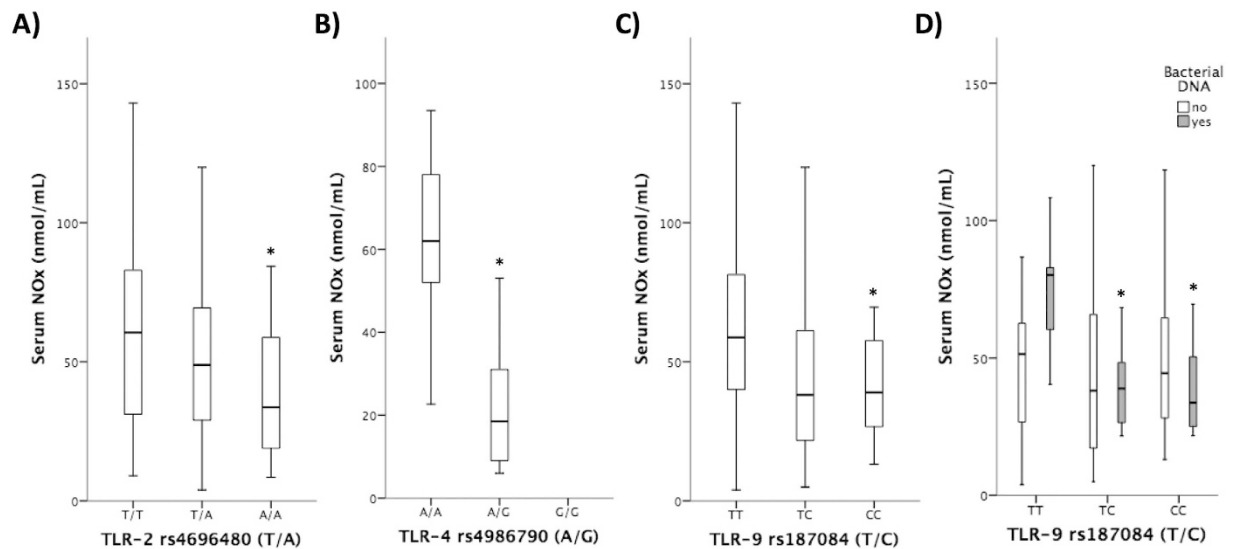 A)
Serum NOx (nmol/mL)
150
100
50
0
T/T T/A A/A
*
TLR-2 rs4696480 (T/A)
B)
Serum NOx (nmol/mL)
100
80
60
40
20
0
A/A A/G G/G
*
TLR-4 rs4986790 (A/G)
C)
Serum NOx (nmol/mL)
150
100
50
0
TT TC CC
*
TLR-9 rs187084 (T/C)
D)
Serum NOx (nmol/mL)
150
100
50
0
Bacterial
DNA
no
yes
* *
TT TC CC
TLR-9 rs187084 (T/C)